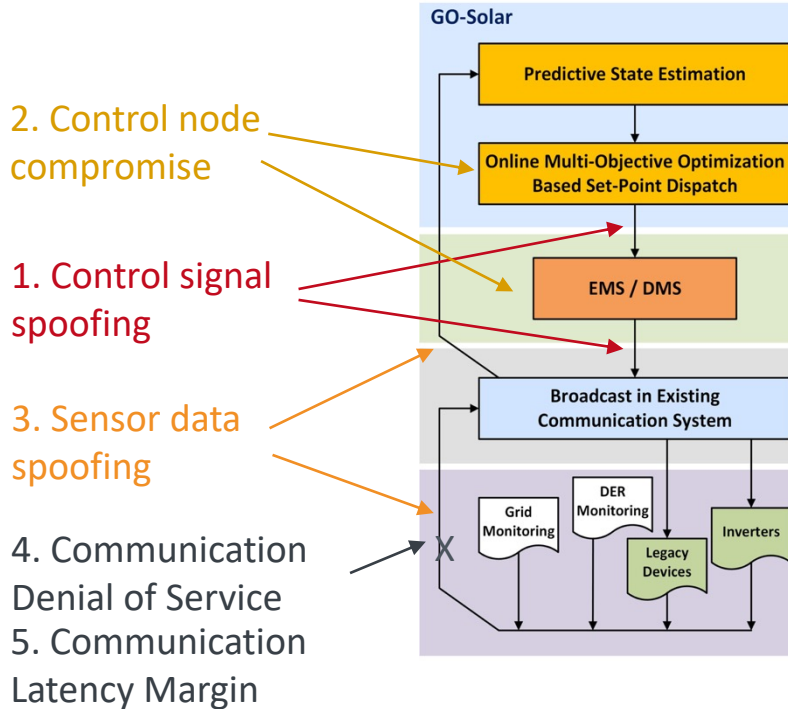 GO-Solar
Predictive State Estimation
2. Control node
compromise
Online Multi-Objective Optimization
Based Set-Point Dispatch
1. Control signal
spoofing
EMS / DMS
3. Sensor data
spoofing
Broadcast in Existing
Communication System
4. Communication
Denial of Service
X
5. Communication
Latency Margin
Grid
Monitoring
DER
Monitoring
Legacy
Devices
Inverters